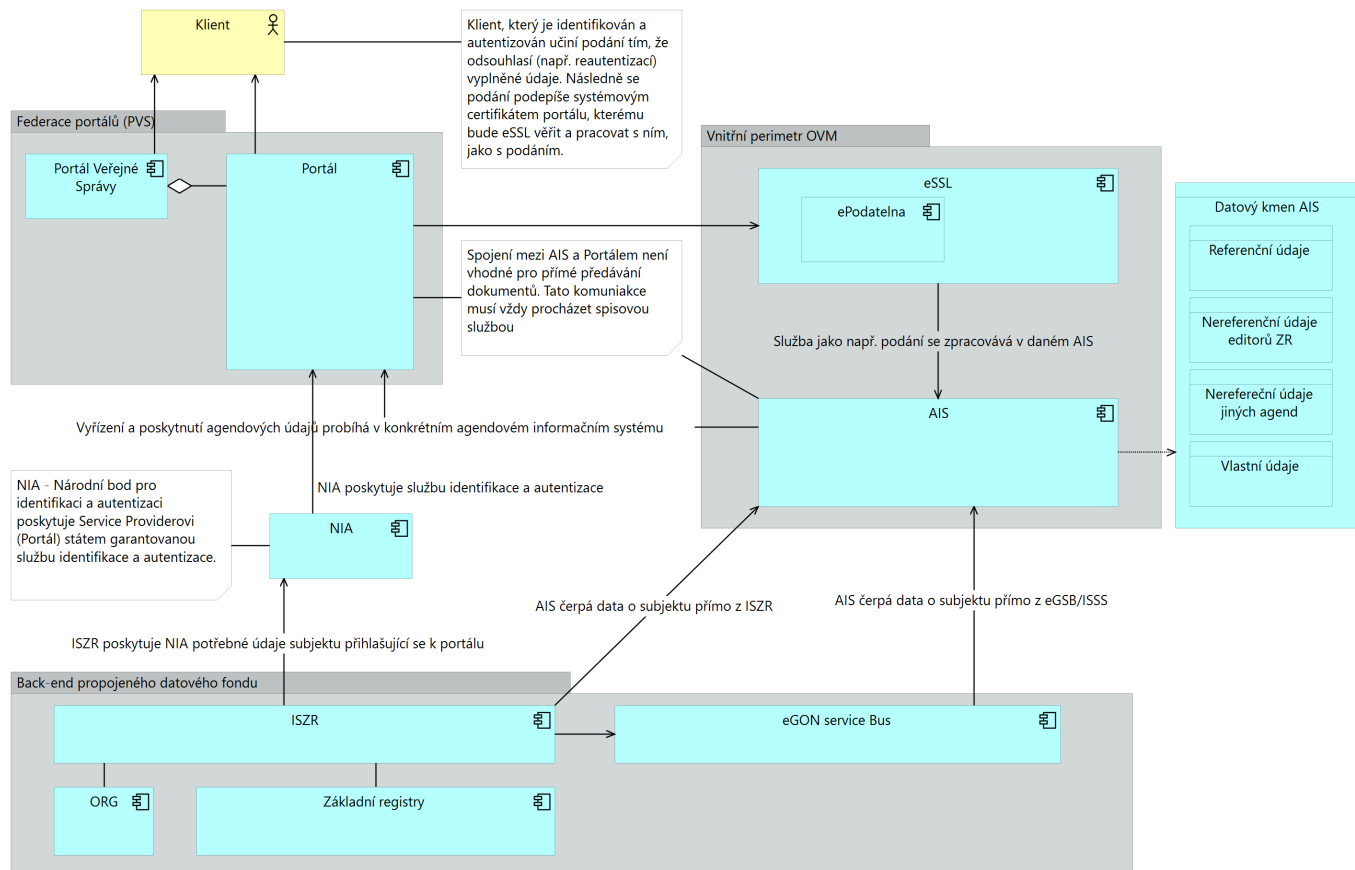 Klient
Klient, který je identifikován a
autentizován učiní podání tím, že
odsouhlasí (např. reautentizací)
vyplněné údaje. Následně se
podání podepíše systémovým
certifikátem portálu, kterému
bude eSSL věřit a pracovat s ním,
jako s podáním.
Federace portálů (PVS)
Portál Veřejné
Správy
Portál
Vnitřní perimetr OVM
eSSL
ePodatelna
Datový kmen AIS
Referenční údaje
Nereferenční údaje
editorů ZR
Nerefereční údaje
jiných agend
Vlastní údaje
Spojení mezi AIS a Portálem není
vhodné pro přímé předávání
dokumentů. Tato komuniakce
musí vždy procházet spisovou
službou
Služba jako např. podání se zpracovává v daném AIS
AIS
Vyřízení a poskytnutí agendových údajů probíhá v konkrétním agendovém informačním systému
NIA - Národní bod pro
identifikaci a autentizaci
poskytuje Service Providerovi
(Portál) státem garantovanou
službu identifikace a autentizace.
NIA poskytuje službu identifikace a autentizace
NIA
AIS čerpá data o subjektu přímo z ISZR
AIS čerpá data o subjektu přímo z eGSB/ISSS
ISZR poskytuje NIA potřebné údaje subjektu přihlašující se k portálu
Back-end propojeného datového fondu
ISZR
eGON service Bus
ORG
Základní registry